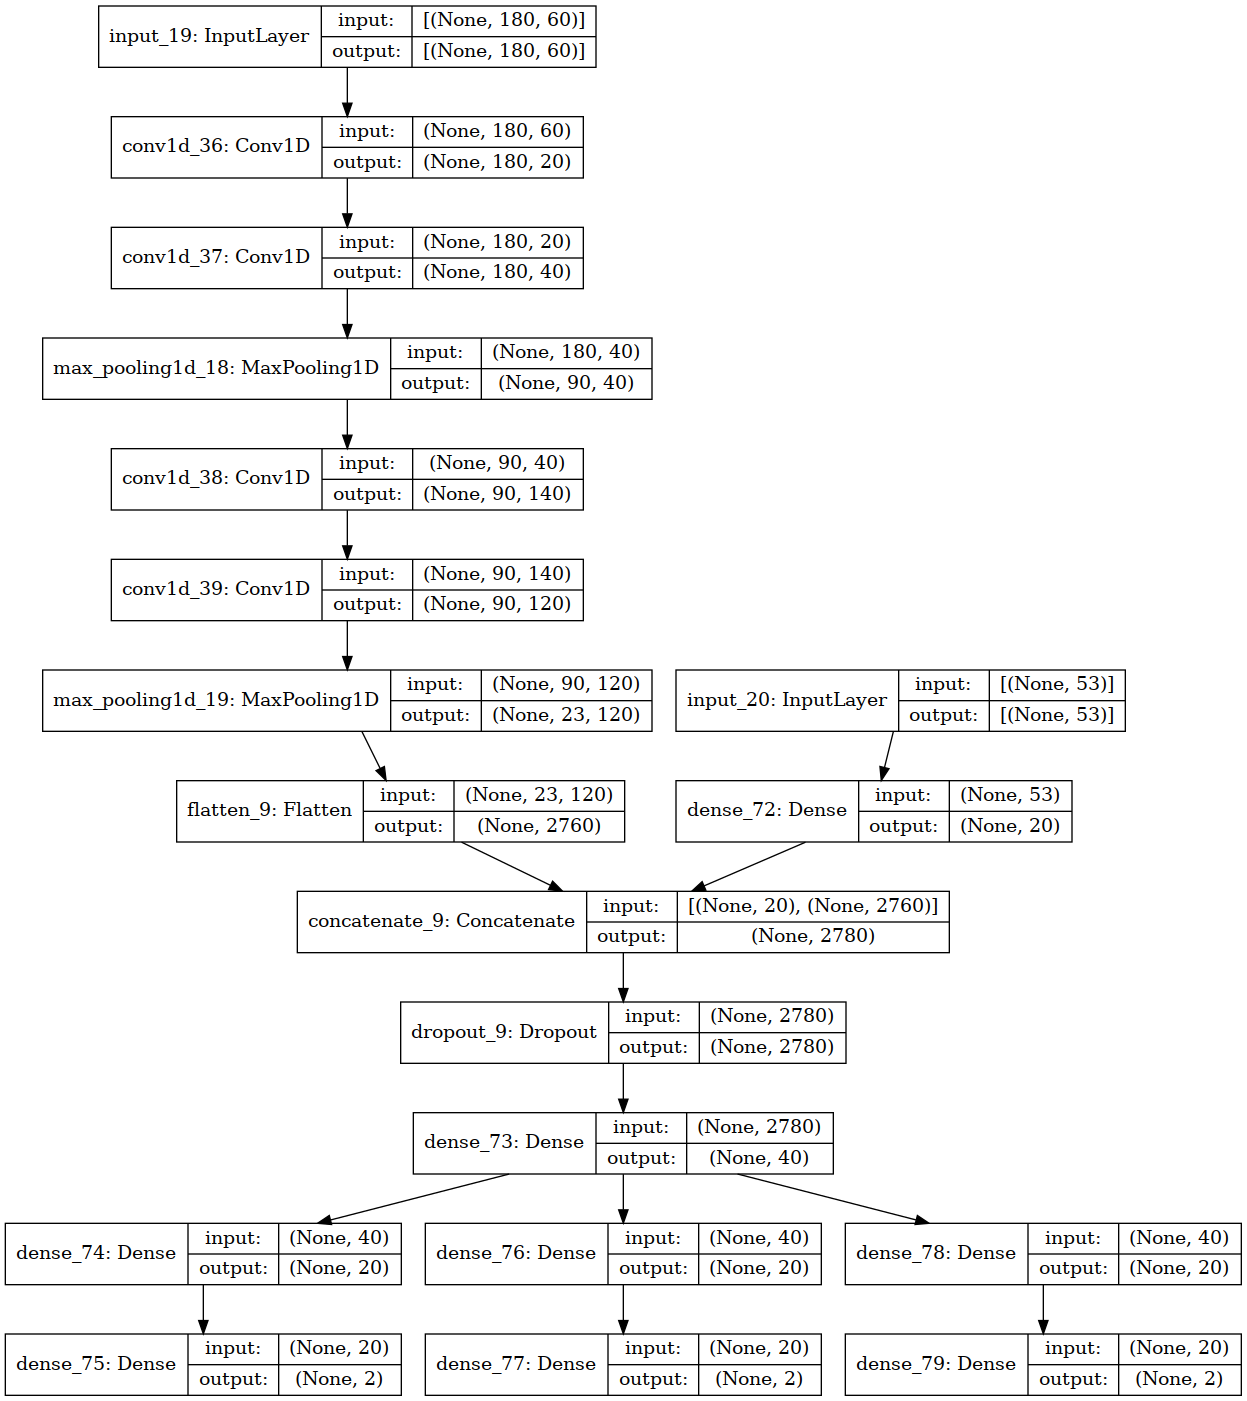 input_19: InputLayer
input: [(None, 180, 60)]
output: [(None, 180, 60)]
conv1d_36: Conv1D
input: (None, 180, 60)
output: (None, 180, 20)
conv1d_37: Conv1D
input: (None, 180, 20)
output: (None, 180, 40)
max_pooling1d_18: MaxPooling1D
input: (None, 180, 40)
output: (None, 90, 40)
conv1d_38: Conv1D
input: (None, 90, 40)
output: (None, 90, 140)
conv1d_39: Conv1D
input: (None, 90, 140)
output: (None, 90, 120)
max_pooling1d_19: MaxPooling1D
input: (None, 90, 120)
output: (None, 23, 120)
input_20: InputLayer
input: [(None, 53)]
output: [(None, 53)]
flatten_9: Flatten
input: (None, 23, 120)
output: (None, 2760)
dense_72: Dense
input: (None, 53)
output: (None, 20)
concatenate_9: Concatenate
input: [(None, 20), (None, 2760)]
output: (None, 2780)
dropout_9: Dropout
input: (None, 2780)
output: (None, 2780)
dense_73: Dense
input: (None, 2780)
output: (None, 40)
dense_74: Dense
input: (None, 40)
output: (None, 20)
dense_76: Dense
input: (None, 40)
output: (None, 20)
dense_78: Dense
input: (None, 40)
output: (None, 20)
dense_75: Dense
input: (None, 20)
output: (None, 2)
dense_77: Dense
input: (None, 20)
output: (None, 2)
dense_79: Dense
input: (None, 20)
output: (None, 2)